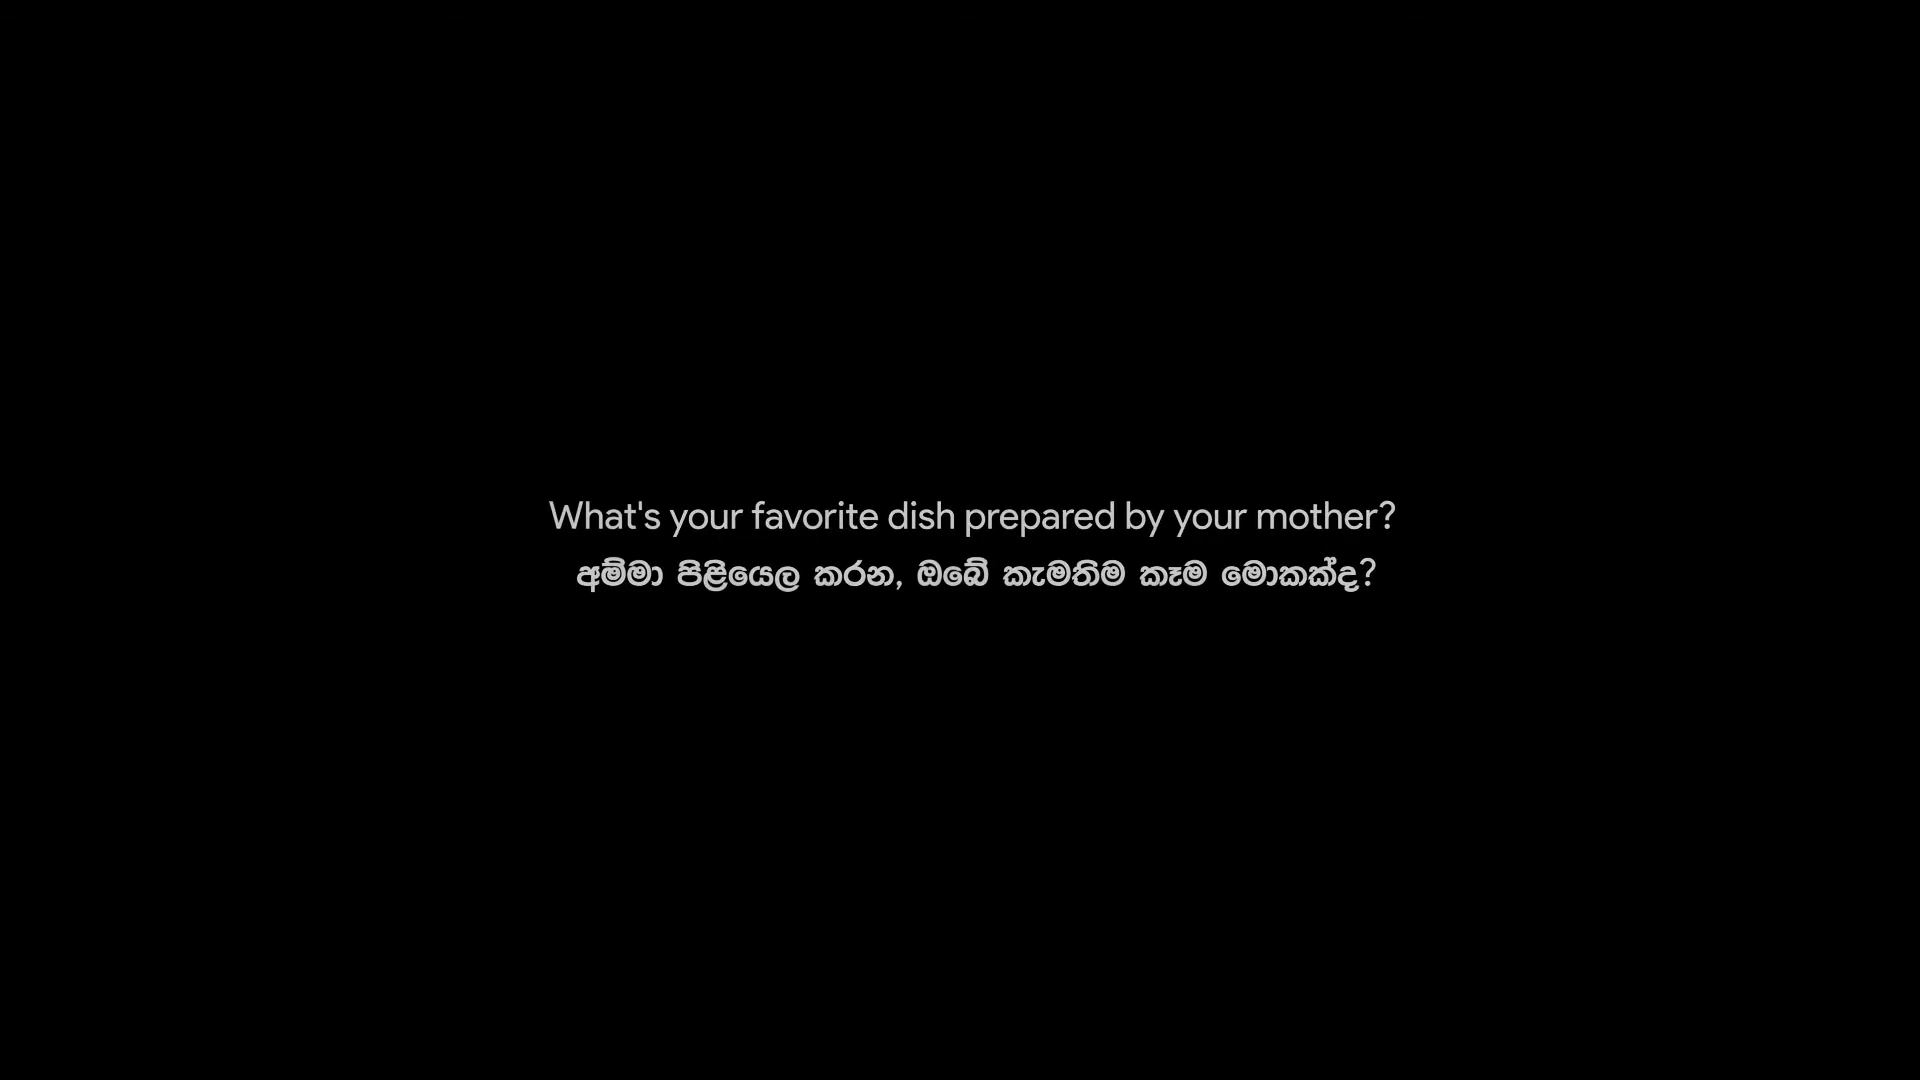 What's your favorite dish prepared by your mother?
අම්මා පිළියෙල කරන, ඔබේ කැමතිම කෑම මොකක්ද?